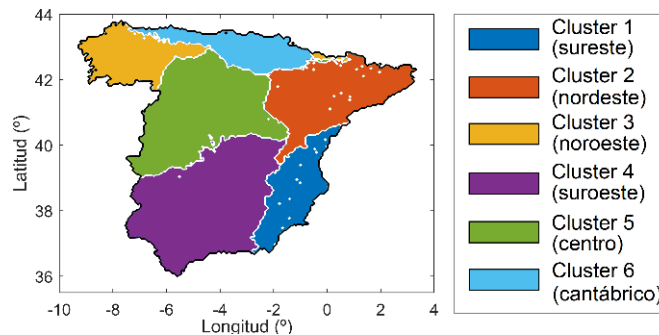 44
42
40
38
36
Latitud (º)
-10
-8
-6
-4
-2
0
2
4
Longitud (º)
Cluster 1
(sureste)
Cluster 2
(nordeste)
Cluster 3
(noroeste)
Cluster 4
(suroeste)
Cluster 5
(centro)
Cluster 6
(cantábrico)